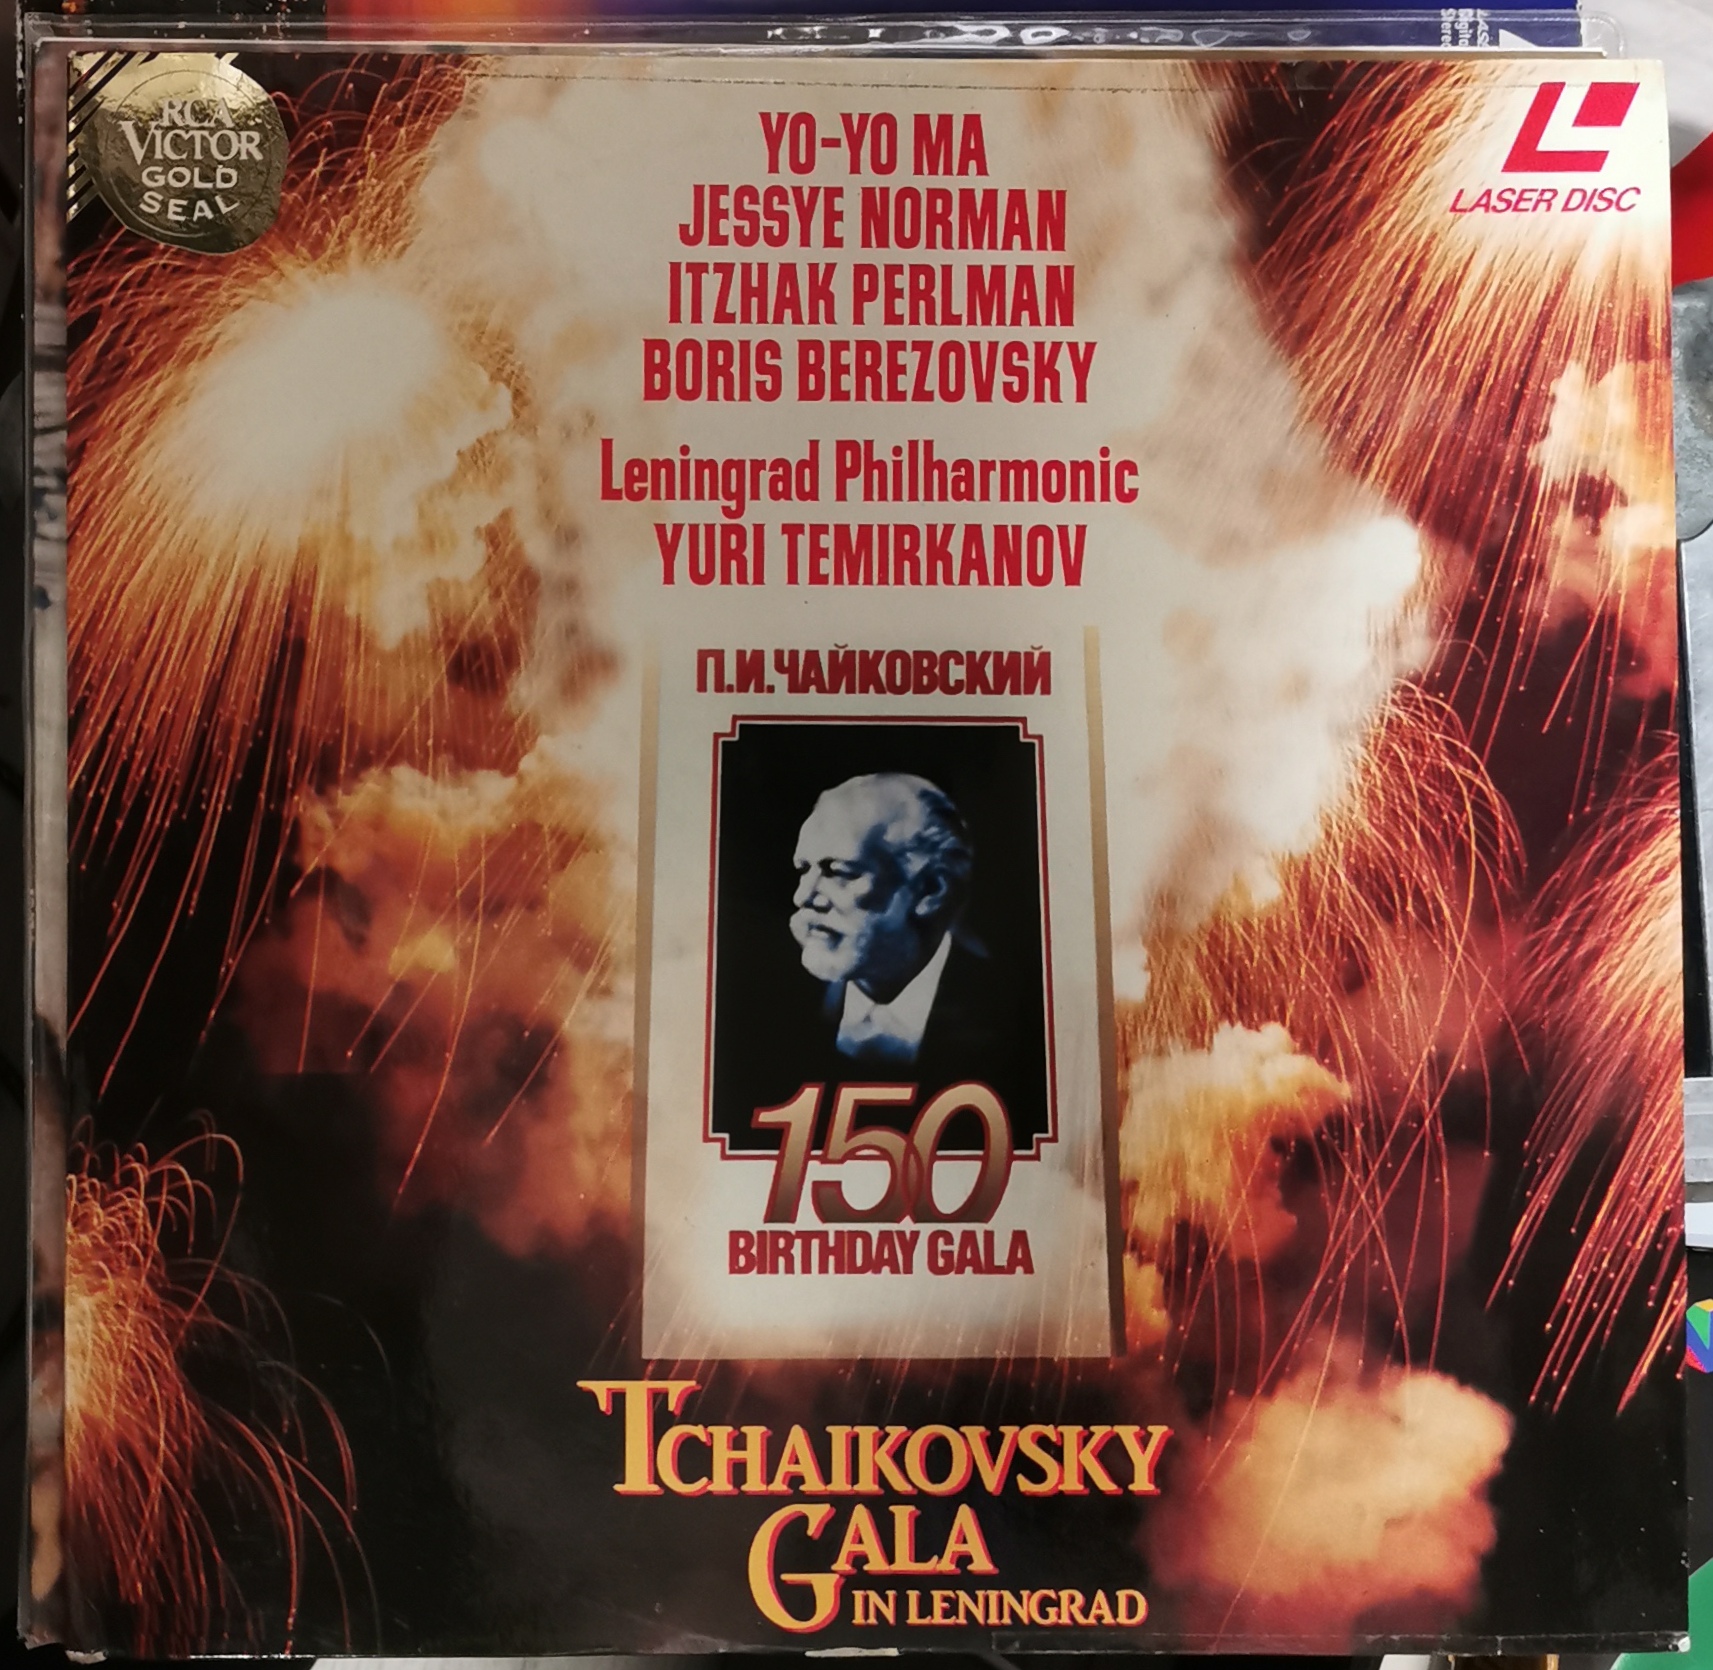 RCA
VICTOR
GOLD
SEAL
LASER DISC
YO-YO MA
JESSYE NORMAN
ITZHAK PERLMAN
BORIS BEREZOVSKY
Leningrad Philharmonic
YURI TEMIRKANOV
П.И.ЧАЙКОВСКИЙ
150
BIRTHDAY GALA
TCHAIKOVSKY
GALA
IN LENINGRAD